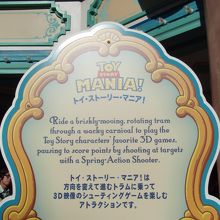 TOY
STORY
MANIA!
トイ・ストーリー・マニア!
Ride a briskly-moving, rotating tram
through a wacky carnival to play the
Toy Story characters' favorite 3D games,
pausing to score points by shooting at targets
with a Spring-Action Shooter.
トイ・ストーリー・マニア!は
方向を変えて進むトラムに乗って
3D映像のシューティングゲームを楽しむ
アトラクションです。